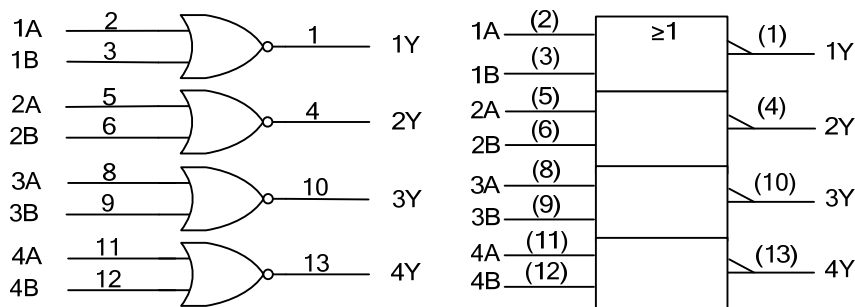 1A 2 1 1Y
1B 3
2A 5 4 2Y
2B 6
3A 8 10 3Y
3B 9
4A 11 13 4Y
4B 12
≥1
1A (2) (1) 1Y
1B (3)
2A (5) (4) 2Y
2B (6)
3A (8) (10) 3Y
3B (9)
4A (11) (13) 4Y
4B (12)